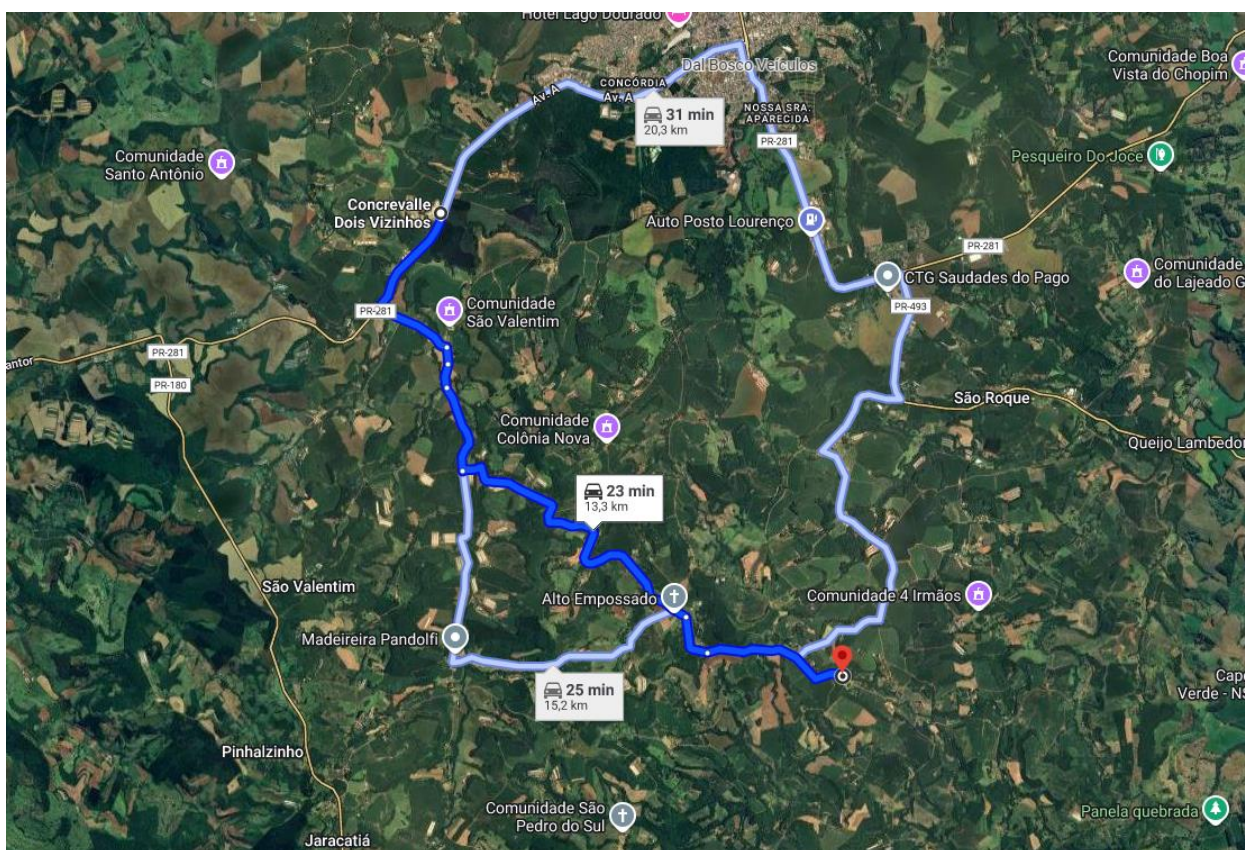 Hotel Lago Dourado
Dal Bosco Veículos
Comunidade Boa
Vista do Chopim
CONCÓRDIA
Av. A
Av. A
31 min
20,3 km
NOSSA SRA.
APARECIDA
PR-281
Comunidade
Santo Antônio
Pesqueiro Do Joce
Concrevalle
Dois Vizinhos
Auto Posto Lourenço
PR-281
CTG Saudades do Pago
Comunidade
do Lajeado G
PR-493
Comunidade
São Valentim
PR-281
PR-281
antor
PR-180
São Roque
Comunidade
Colônia Nova
Queijo Lambedor
23 min
13,3 km
São Valentim
Alto Empossado
Comunidade 4 Irmãos
Madeireira Pandolfi
25 min
15,2 km
Cape
Verde - NS
Pinhalzinho
Comunidade São
Pedro do Sul
Panela quebrada
Jaracatiá